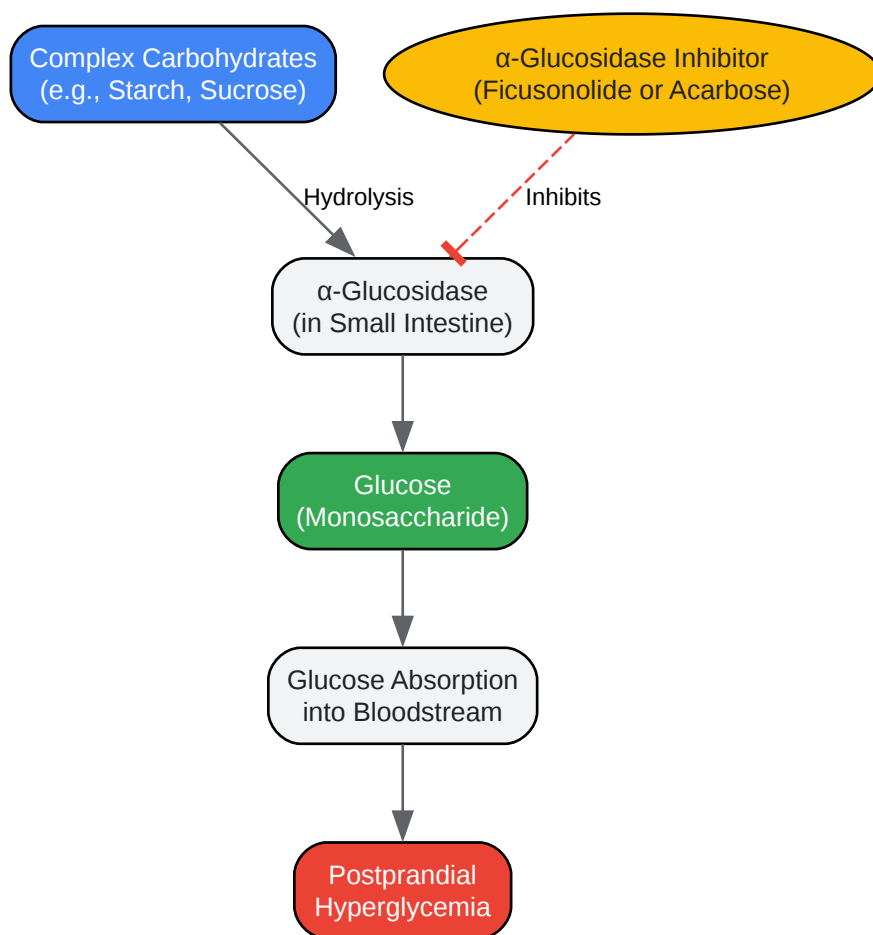 Complex Carbohydrates
(e.g., Starch, Sucrose)
α-Glucosidase Inhibitor
(Ficusonolide or Acarbose)
Hydrolysis
Inhibits
α-Glucosidase
(in Small Intestine)
Glucose
(Monosaccharide)
Glucose Absorption
into Bloodstream
Postprandial
Hyperglycemia